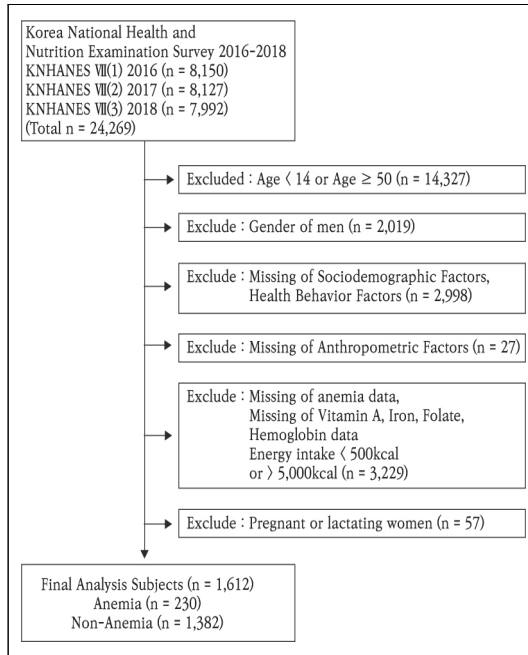 Korea National Health and
Nutrition Examination Survey 2016-2018
KNHANES Ⅶ(1) 2016 (n = 8,150)
KNHANES Ⅶ(2) 2017 (n = 8,127)
KNHANES Ⅶ(3) 2018 (n = 7,992)
(Total n = 24,269)
Excluded : Age < 14 or Age ≥ 50 (n = 14,327)
Exclude : Gender of men (n = 2,019)
Exclude : Missing of Sociodemographic Factors,
Health Behavior Factors (n = 2,998)
Exclude : Missing of Anthropometric Factors (n = 27)
Exclude : Missing of anemia data,
Missing of Vitamin A, Iron, Folate,
Hemoglobin data
Energy intake < 500kcal
or > 5,000kcal (n = 3,229)
Exclude : Pregnant or lactating women (n = 57)
Final Analysis Subjects (n = 1,612)
Anemia (n = 230)
Non-Anemia (n = 1,382)